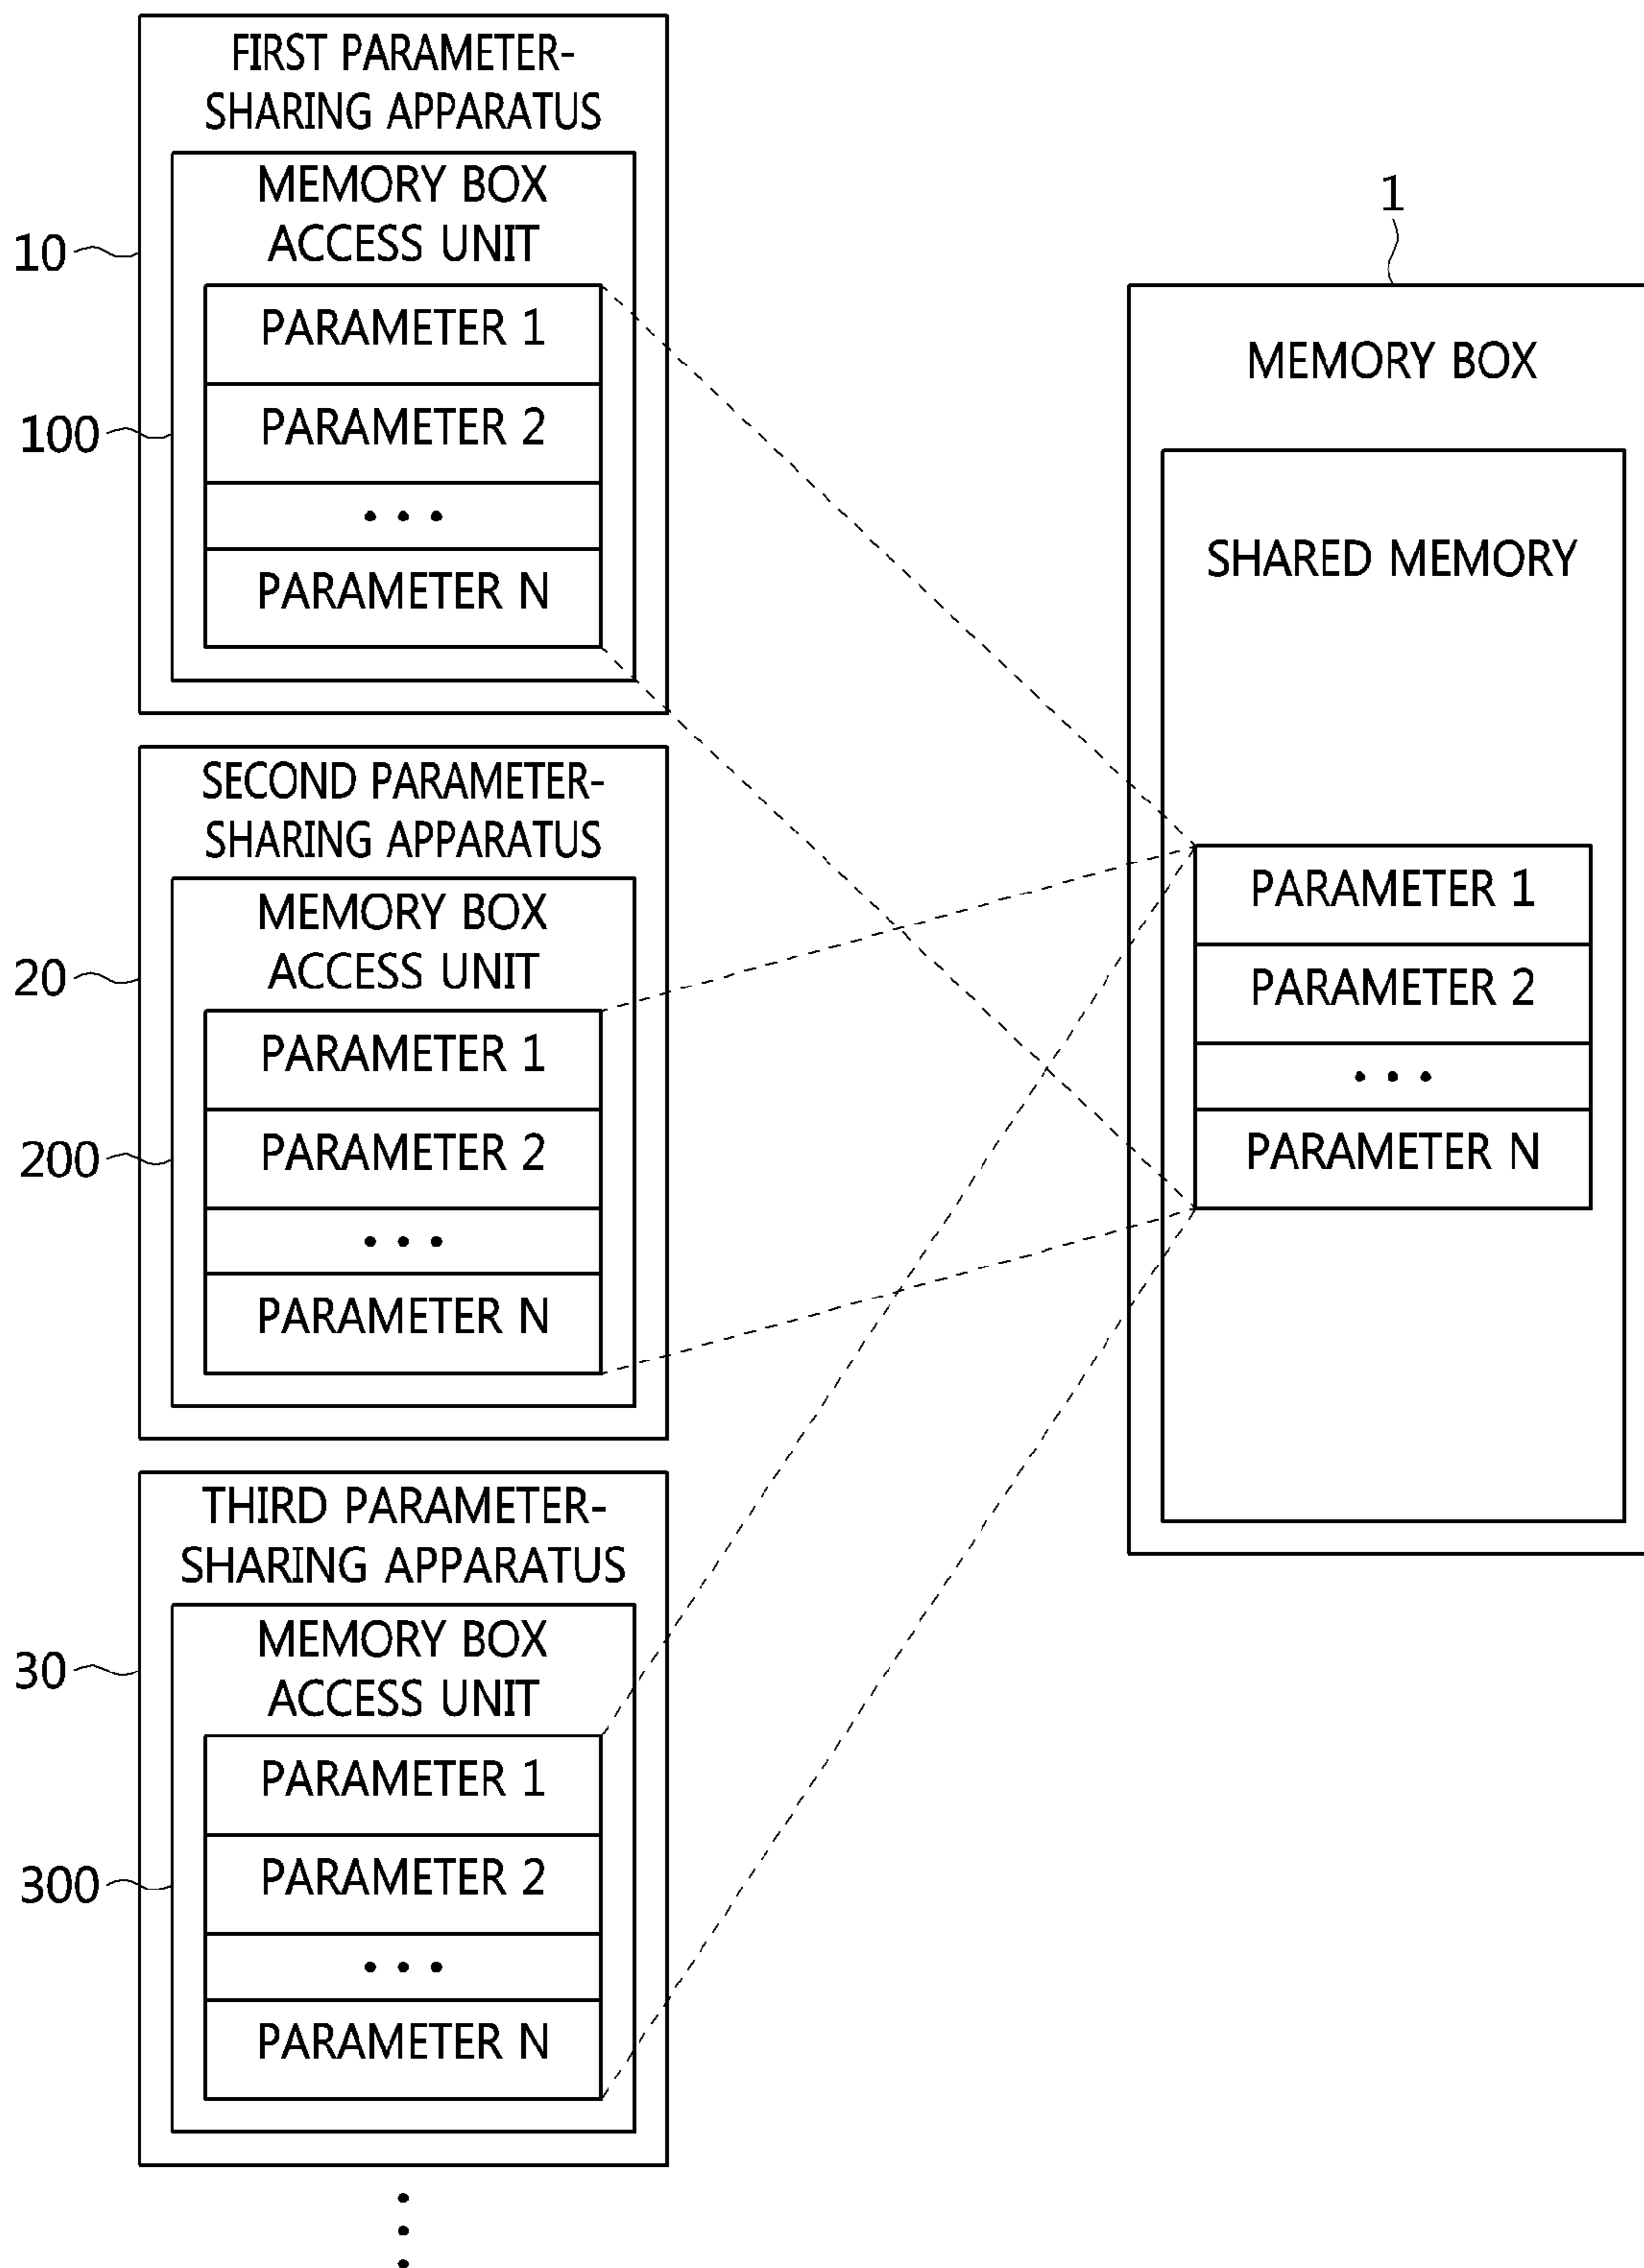 FIRST PARAMETER-
SHARING APPARATUS
MEMORY BOX
ACCESS UNIT
10
PARAMETER 1
100
PARAMETER 2
• • •
PARAMETER N
SECOND PARAMETER-
SHARING APPARATUS
MEMORY BOX
ACCESS UNIT
20
PARAMETER 1
200
PARAMETER 2
• • •
PARAMETER N
THIRD PARAMETER-
SHARING APPARATUS
MEMORY BOX
ACCESS UNIT
30
PARAMETER 1
300
PARAMETER 2
• • •
PARAMETER N
1
MEMORY BOX
SHARED MEMORY
PARAMETER 1
PARAMETER 2
• • •
PARAMETER N